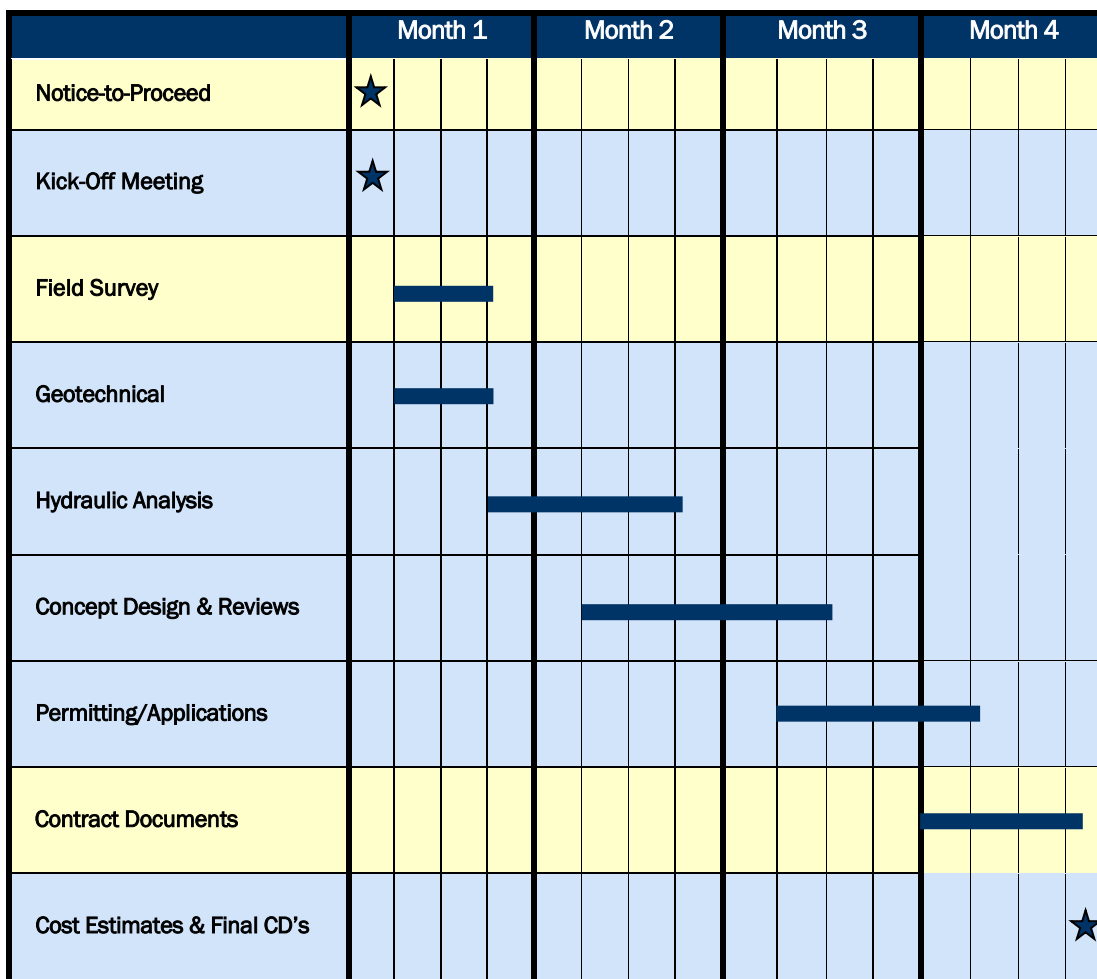 Month 1 Month 2 Month 3 Month 4
Notice-to-Proceed
Kick-Off Meeting
Field Survey
Geotechnical
Hydraulic Analysis
Concept Design & Reviews
Permitting/Applications
Contract Documents
Cost Estimates & Final CD’s